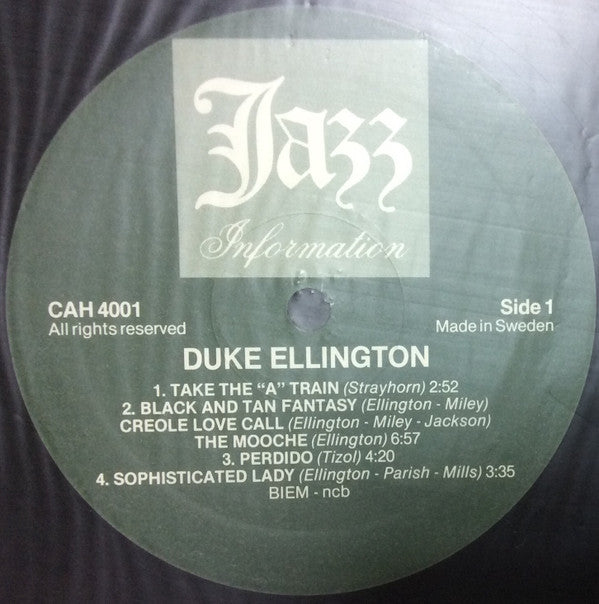 Jazz
Information
CAH 4001
All rights reserved
Side 1
Made in Sweden
DUKE ELLINGTON
1. TAKE THE “A” TRAIN (Strayhorn) 2:52
2. BLACK AND TAN FANTASY (Ellington - Miley)
CREOLE LOVE CALL (Ellington - Miley - Jackson)
THE MOOCHE (Ellington) 6:57
3. PERDIDO (Tizol) 4:20
4. SOPHISTICATED LADY (Ellington - Parish - Mills) 3:35
BIEM - ncb